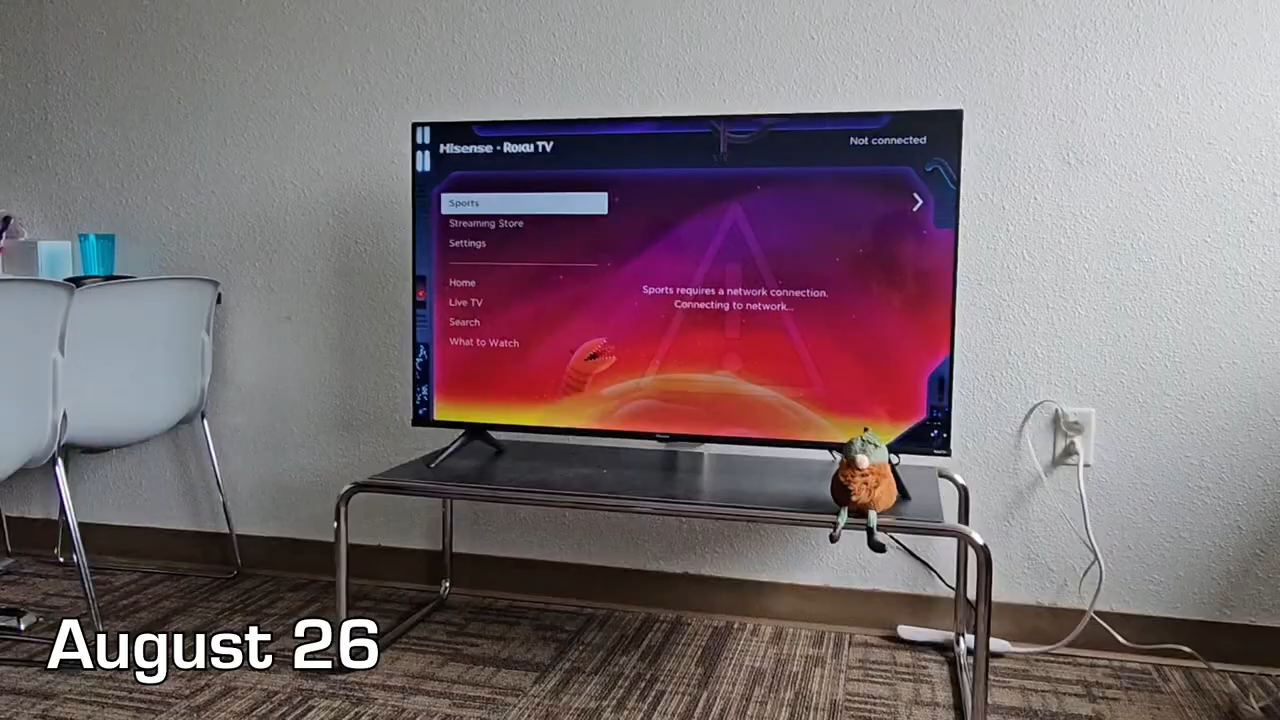 Hisense - Roku TV
Not connected
Sports
Streaming Store
Settings
Home
Live TV
Search
What to Watch
Sports requires a network connection.
Connecting to network...
August 26